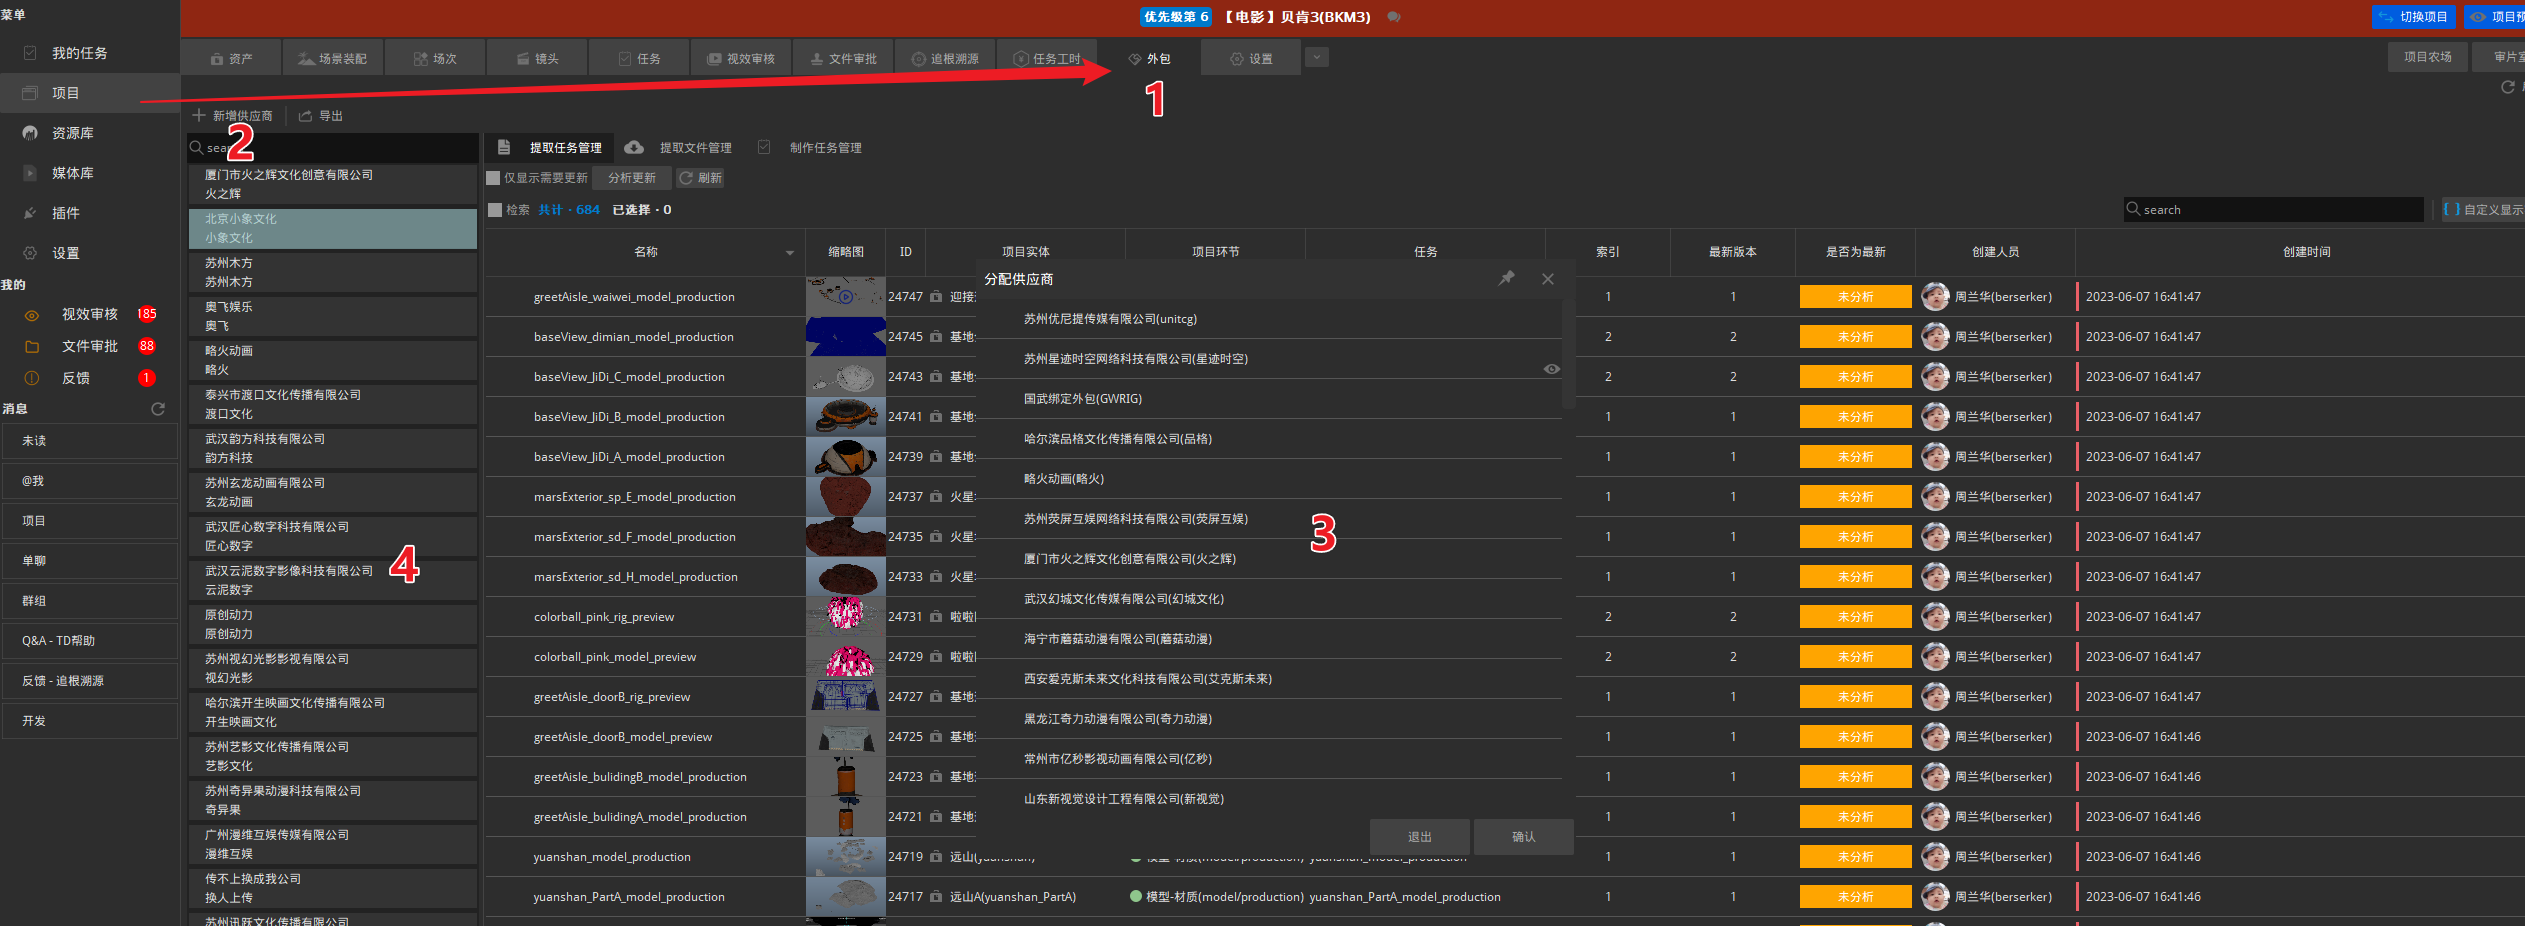 菜单
优先级第 6 【电影】贝肯3(BKM3)
切换项目
我的任务
项目
资源库
媒体库
插件
设置
我的
视效审核 185
文件审批 88
反馈 1
消息
未读
@我
项目
单聊
群组
Q&A - TD帮助
反馈 - 追根溯源
开发
资产 场景装配 场次 镜头 任务 视效审核 文件审批 追根溯源 任务工时 外包 设置
项目农场
1
新增供应商 导出
2
厦门市火之辉文化创意有限公司
火之辉
北京小象文化
小象文化
苏州木方
苏州木方
奥飞娱乐
奥飞
略火动画
略火
泰兴市渡口文化传播有限公司
渡口文化
武汉韵方科技有限公司
韵方科技
苏州玄龙动画有限公司
玄龙动画
武汉匠心数字科技有限公司
匠心数字
4
武汉云泥数字影像科技有限公司
云泥数字
原创动力
原创动力
苏州视幻光影影视有限公司
视幻光影
哈尔滨开生映画文化传播有限公司
开生映画文化
苏州艺影文化传播有限公司
艺影文化
苏州奇异果动漫科技有限公司
奇异果
广州漫维互娱传媒有限公司
漫维互娱
传不上换成我公司
换人上传
苏州讯跃文化传播有限公司
提取任务管理 提取文件管理 制作任务管理
仅显示需要更新 分析更新 刷新
检索 共计 · 684 已选择 · 0
search 自定义显示
名称 缩略图 ID 项目实体 项目环节 任务 索引 最新版本 是否为最新 创建人员 创建时间
greetAisle_waiwei_model_production 24747 1 1 未分析 周兰华(berserker) 2023-06-07 16:41:47
baseView_dimian_model_production 24745 基地 2 2 未分析 周兰华(berserker) 2023-06-07 16:41:47
baseView_JiDi_C_model_production 24743 基地 2 2 未分析 周兰华(berserker) 2023-06-07 16:41:47
baseView_JiDi_B_model_production 24741 基地 1 1 未分析 周兰华(berserker) 2023-06-07 16:41:47
baseView_JiDi_A_model_production 24739 基地 1 1 未分析 周兰华(berserker) 2023-06-07 16:41:47
marsExterior_sp_E_model_production 24737 火星 1 1 未分析 周兰华(berserker) 2023-06-07 16:41:47
marsExterior_sd_F_model_production 24735 火星 1 1 未分析 周兰华(berserker) 2023-06-07 16:41:47
marsExterior_sd_H_model_production 24733 火星 1 1 未分析 周兰华(berserker) 2023-06-07 16:41:47
colorball_pink_rig_preview 24731 啦啦 2 2 未分析 周兰华(berserker) 2023-06-07 16:41:47
colorball_pink_model_preview 24729 啦啦 2 2 未分析 周兰华(berserker) 2023-06-07 16:41:47
greetAisle_doorB_rig_preview 24727 基地 1 1 未分析 周兰华(berserker) 2023-06-07 16:41:47
greetAisle_doorB_model_preview 24725 基地 1 1 未分析 周兰华(berserker) 2023-06-07 16:41:46
greetAisle_bulidingB_model_production 24723 基地 1 1 未分析 周兰华(berserker) 2023-06-07 16:41:46
greetAisle_bulidingA_model_production 24721 基地 1 1 未分析 周兰华(berserker) 2023-06-07 16:41:46
yuanshan_model_production 24719 远山(yuanshan) 模型-材质(model/production) yuanshan_model_production 1 1 未分析 周兰华(berserker) 2023-06-07 16:41:46
yuanshan_PartA_model_production 24717 远山A(yuanshan_PartA) 模型-材质(model/production) yuanshan_PartA_model_production 1 1 未分析 周兰华(berserker) 2023-06-07 16:41:46
分配供应商
苏州优尼提传媒有限公司(unitcg)
苏州星迹时空网络科技有限公司(星迹时空)
国武绑定外包(GWRIG)
哈尔滨品格文化传播有限公司(品格)
略火动画(略火)
苏州荧屏互娱网络科技有限公司(荧屏互娱)
3
厦门市火之辉文化创意有限公司(火之辉)
武汉幻城文化传媒有限公司(幻城文化)
海宁市蘑菇动漫有限公司(蘑菇动漫)
西安爱克斯未来文化科技有限公司(艾克斯未来)
黑龙江奇力动漫有限公司(奇力动漫)
常州市亿秒影视动画有限公司(亿秒)
山东新视觉设计工程有限公司(新视觉)
退出 确认